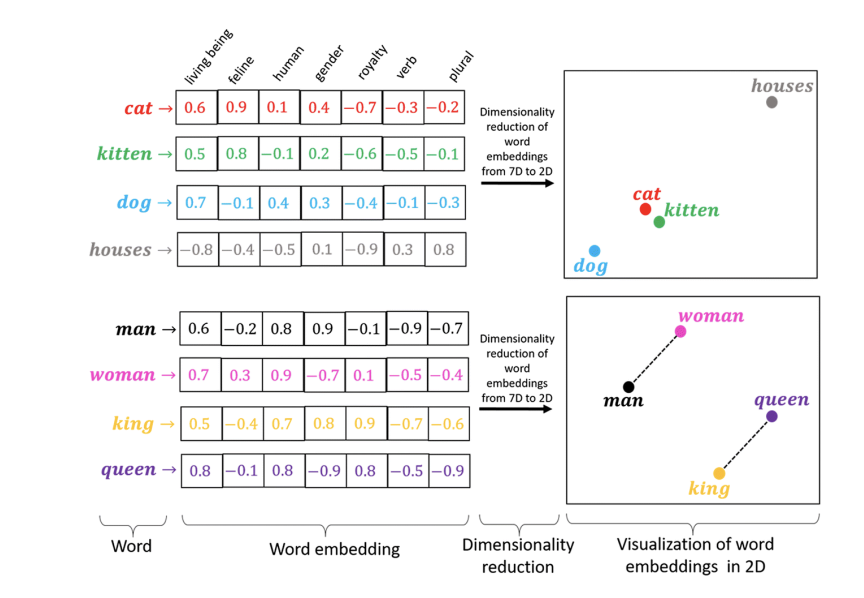 living being feline human gender royalty verb plural
cat → 0.6 0.9 0.1 0.4 −0.7 −0.3 −0.2
kitten → 0.5 0.8 −0.1 0.2 −0.6 −0.5 −0.1
dog → 0.7 −0.1 0.4 0.3 −0.4 −0.1 −0.3
houses → −0.8 −0.4 −0.5 0.1 −0.9 0.3 0.8
Dimensionality
reduction of
word
embeddings
from 7D to 2D
houses
cat
kitten
dog
man → 0.6 −0.2 0.8 0.9 −0.1 −0.9 −0.7
woman → 0.7 0.3 0.9 −0.7 0.1 −0.5 −0.4
king → 0.5 −0.4 0.7 0.8 0.9 −0.7 −0.6
queen → 0.8 −0.1 0.8 −0.9 0.8 −0.5 −0.9
Dimensionality
reduction of
word
embeddings
from 7D to 2D
woman
man
queen
king
Word
Word embedding
Dimensionality
reduction
Visualization of word
embeddings in 2D